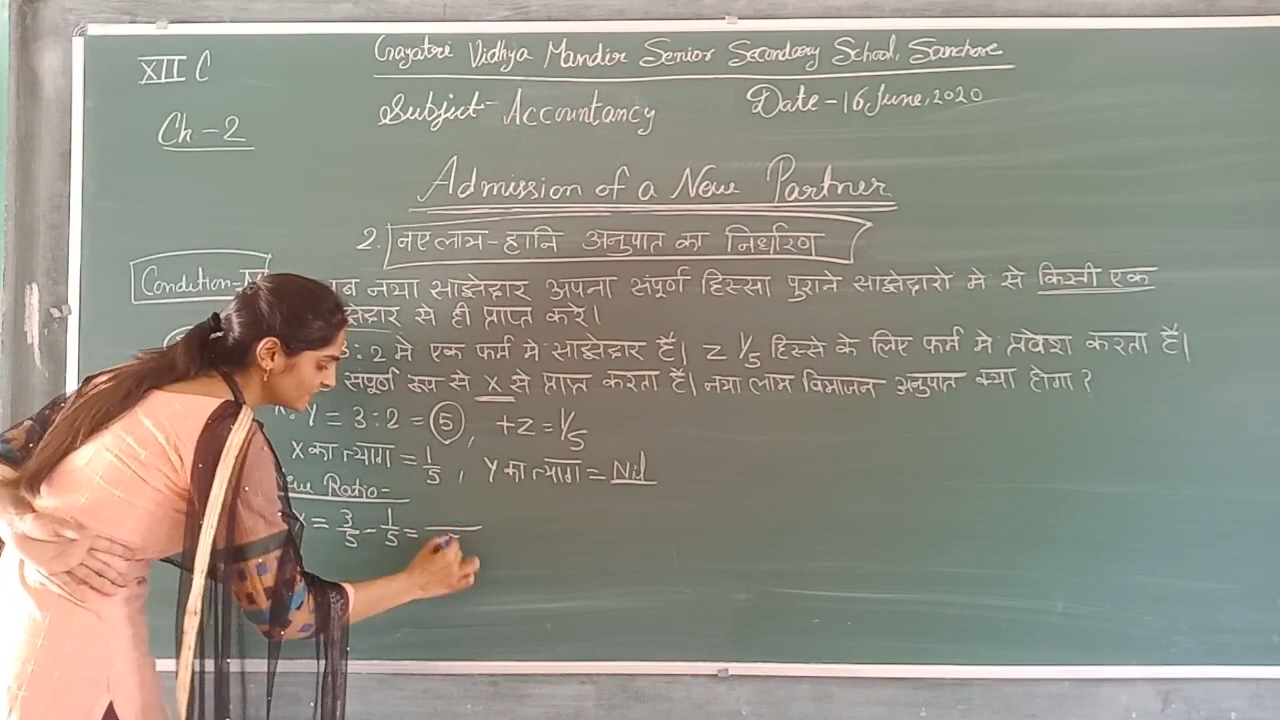 XII C
Gayatri Vidhya Mandir Senior Secondary School, Sanchore
Ch-2
Subject-Accountancy
Date-16 June, 2020
Admission of a New Partner
2. नए लाभ-हानि अनुपात का निर्धारण
Condition-
नया साझेदार अपना संपूर्ण हिस्सा पुराने साझेदारो मे से किसी एक
से ही प्राप्त करे।
3:2 मे एक फर्म मे साझेदार हैं। Z 1/5 हिस्से के लिए फर्म मे प्रवेश करता हैं।
संपूर्ण रूप से X से प्राप्त करता हैं। नया लाभ विभाजन अनुपात क्या होगा?
Y = 3:2 = 5, +Z = 1/5
X का त्याग = 1/5, Y का त्याग = Nil
Ratio-
X = 3/5 - 1/5 =